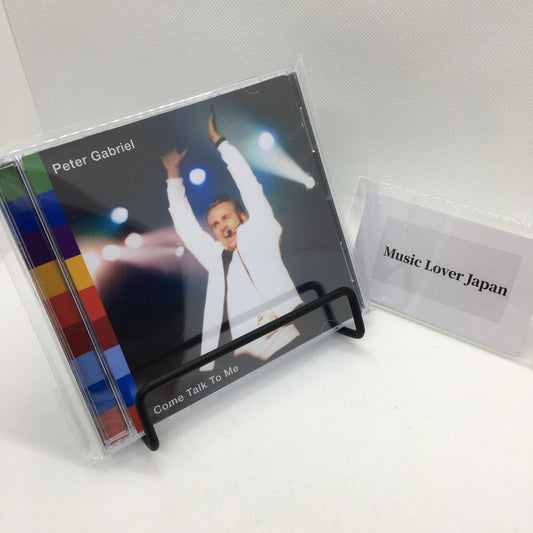 Peter Gabriel
Come Talk To Me
Music Lover Japan